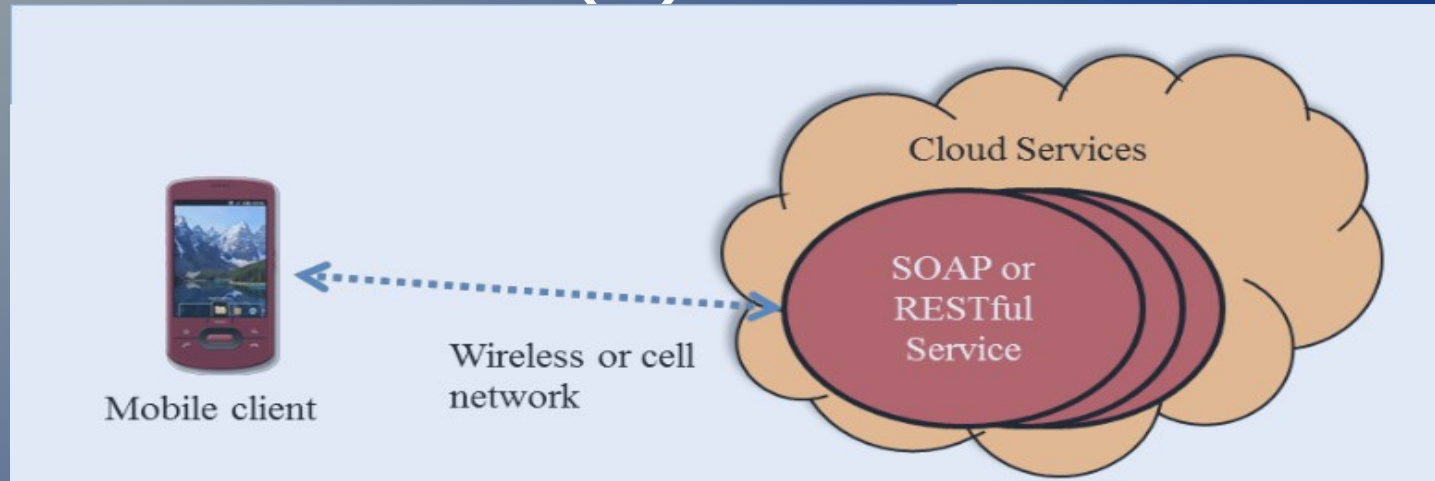 Cloud Services
SOAP or
RESTful
Service
Wireless or cell
network
Mobile client